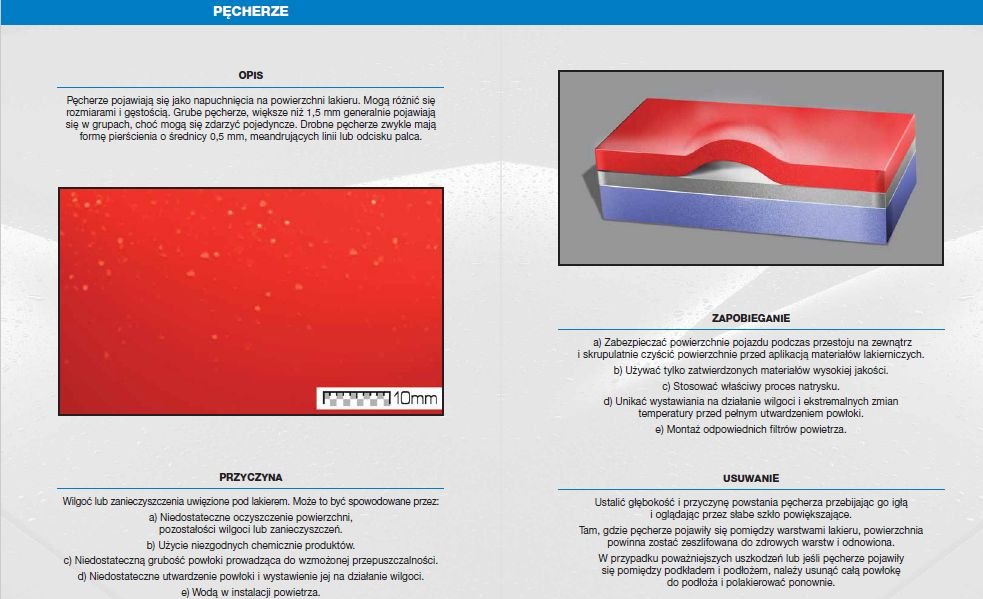 PĘCHERZE
OPIS
Pęcherze pojawiają się jako napuchnięcia na powierzchni lakieru. Mogą różnić się
rozmiarami i gęstością. Grube pęcherze, większe niż 1,5 mm generalnie pojawiają
się w grupach, choć mogą się zdarzyć pojedyncze. Drobne pęcherze zwykle mają
formę pierścienia o średnicy 0,5 mm, meandrujących linii lub odcisku palca.
10mm
PRZYCZYNA
Wilgoć lub zanieczyszczenia uwięzione pod lakierem. Może to być spowodowane przez:
a) Niedostateczne oczyszczenie powierzchni,
pozostałości wilgoci lub zanieczyszczeń.
b) Użycie niezgodnych chemicznie produktów.
c) Niedostateczną grubość powłoki prowadząca do wzmożonej przepuszczalności.
d) Niedostateczne utwardzenie powłoki i wystawienie jej na działanie wilgoci.
e) Wodą w instalacji powietrza.
ZAPOBIEGANIE
a) Zabezpieczać powierzchnie pojazdu podczas przestoju na zewnątrz
i skrupulatnie czyścić powierzchnie przed aplikacją materiałów lakierniczych.
b) Używać tylko zatwierdzonych materiałów wysokiej jakości.
c) Stosować właściwy proces natrysku.
d) Unikać wystawiania na działanie wilgoci i ekstremalnych zmian
temperatury przed pełnym utwardzeniem powłoki.
e) Montaż odpowiednich filtrów powietrza.
USUWANIE
Ustalić głębokość i przyczynę powstania pęcherza przebijając go igłą
i oglądając przez słabe szkło powiększające.
Tam, gdzie pęcherze pojawiły się pomiędzy warstwami lakieru, powierzchnia
powinna zostać zeszlifowana do zdrowych warstw i odnowiona.
W przypadku poważniejszych uszkodzeń lub jeśli pęcherze pojawiły
się pomiędzy podkładem i podłożem, należy usunąć całą powłokę
do podłoża i polakierować ponownie.